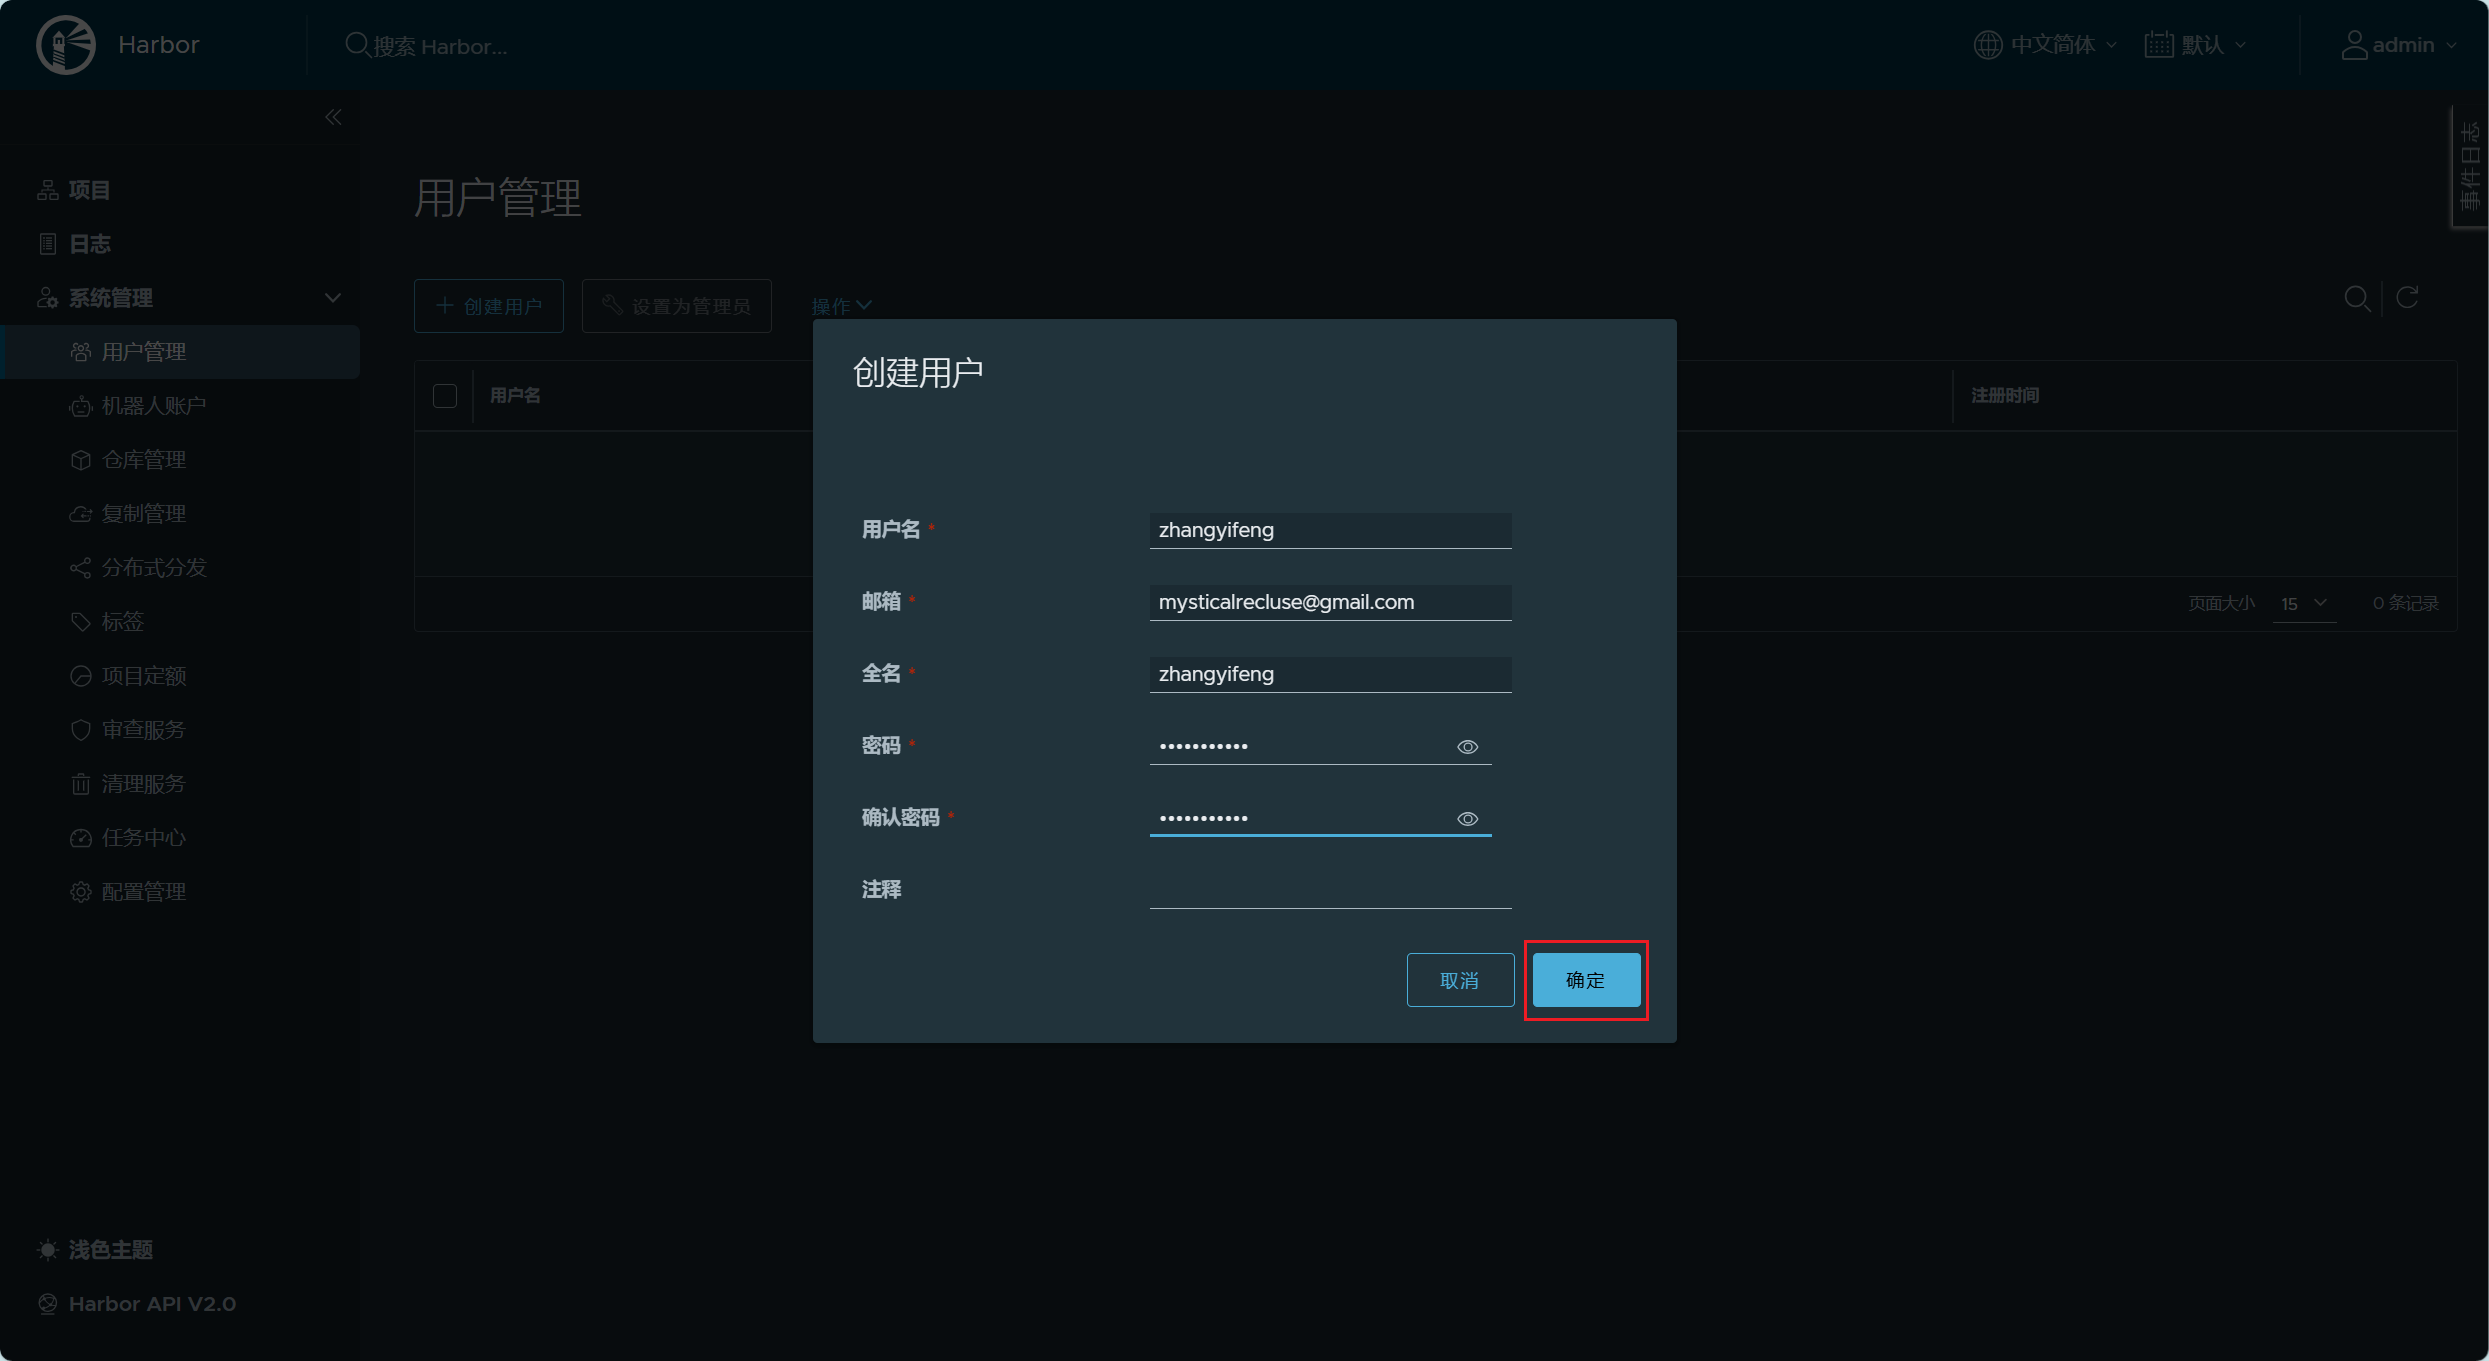 Harbor
搜索 Harbor...
中文简体
默认
admin
事件日志
项目
日志
系统管理
用户管理
机器人账户
仓库管理
复制管理
分布式分发
标签
项目定额
审查服务
清理服务
任务中心
配置管理
浅色主题
Harbor API V2.0
用户管理
创建用户
设置为管理员
操作
用户名
注册时间
页面大小 15
0 条记录
创建用户
用户名 *
zhangyifeng
邮箱 *
mysticalrecluse@gmail.com
全名 *
zhangyifeng
密码 *
•••••••••••
确认密码 *
•••••••••••
注释
取消
确定